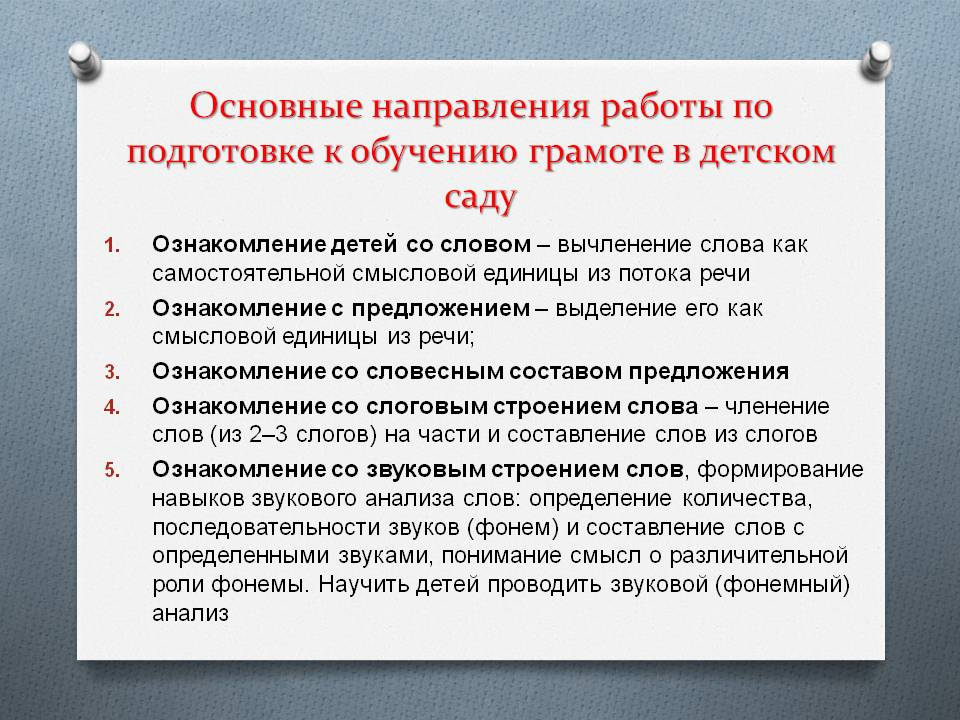 Основные направления работы по
подготовке к обучению грамоте в детском
саду
1. Ознакомление детей со словом – вычленение слова как
самостоятельной смысловой единицы из потока речи
2. Ознакомление с предложением – выделение его как
смысловой единицы из речи;
3. Ознакомление со словесным составом предложения
4. Ознакомление со слоговым строением слова – членение
слов (из 2–3 слогов) на части и составление слов из слогов
5. Ознакомление со звуковым строением слов, формирование
навыков звукового анализа слов: определение количества,
последовательности звуков (фонем) и составление слов с
определенными звуками, понимание смысл о различительной
роли фонемы. Научить детей проводить звуковой (фонемный)
анализ